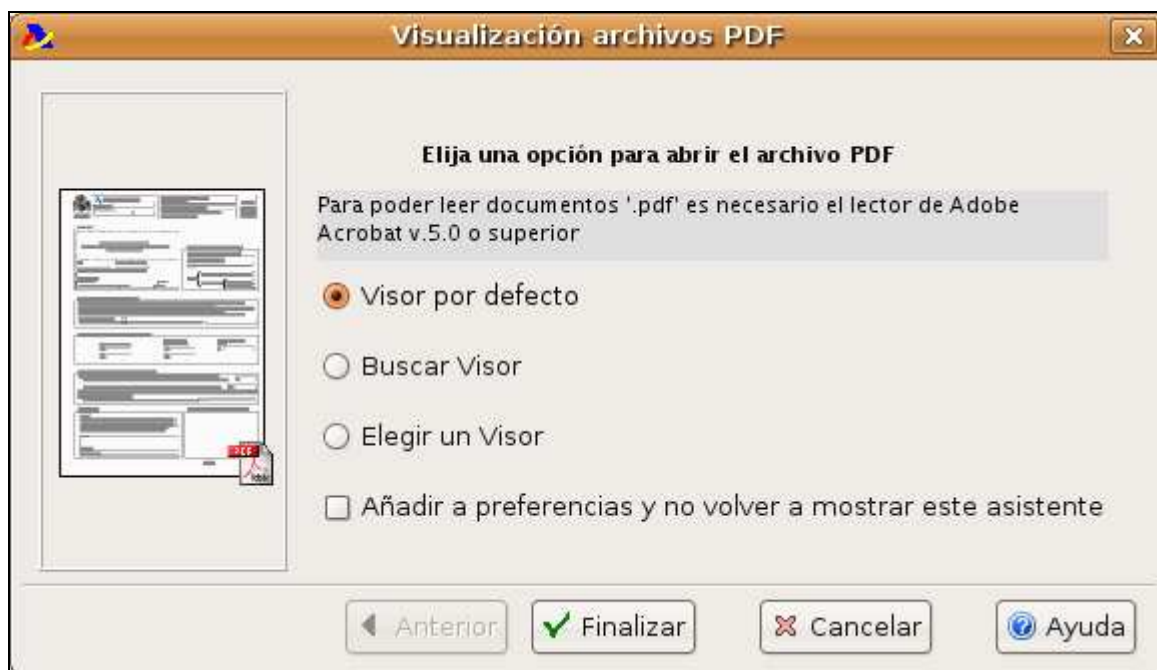 Visualización archivos PDF
Elija una opción para abrir el archivo PDF
Para poder leer documentos '.pdf' es necesario el lector de Adobe
Acrobat v.5.0 o superior
Visor por defecto
Buscar Visor
Elegir un Visor
Añadir a preferencias y no volver a mostrar este asistente
Anterior
Finalizar
Cancelar
Ayuda
PDF
Adobe